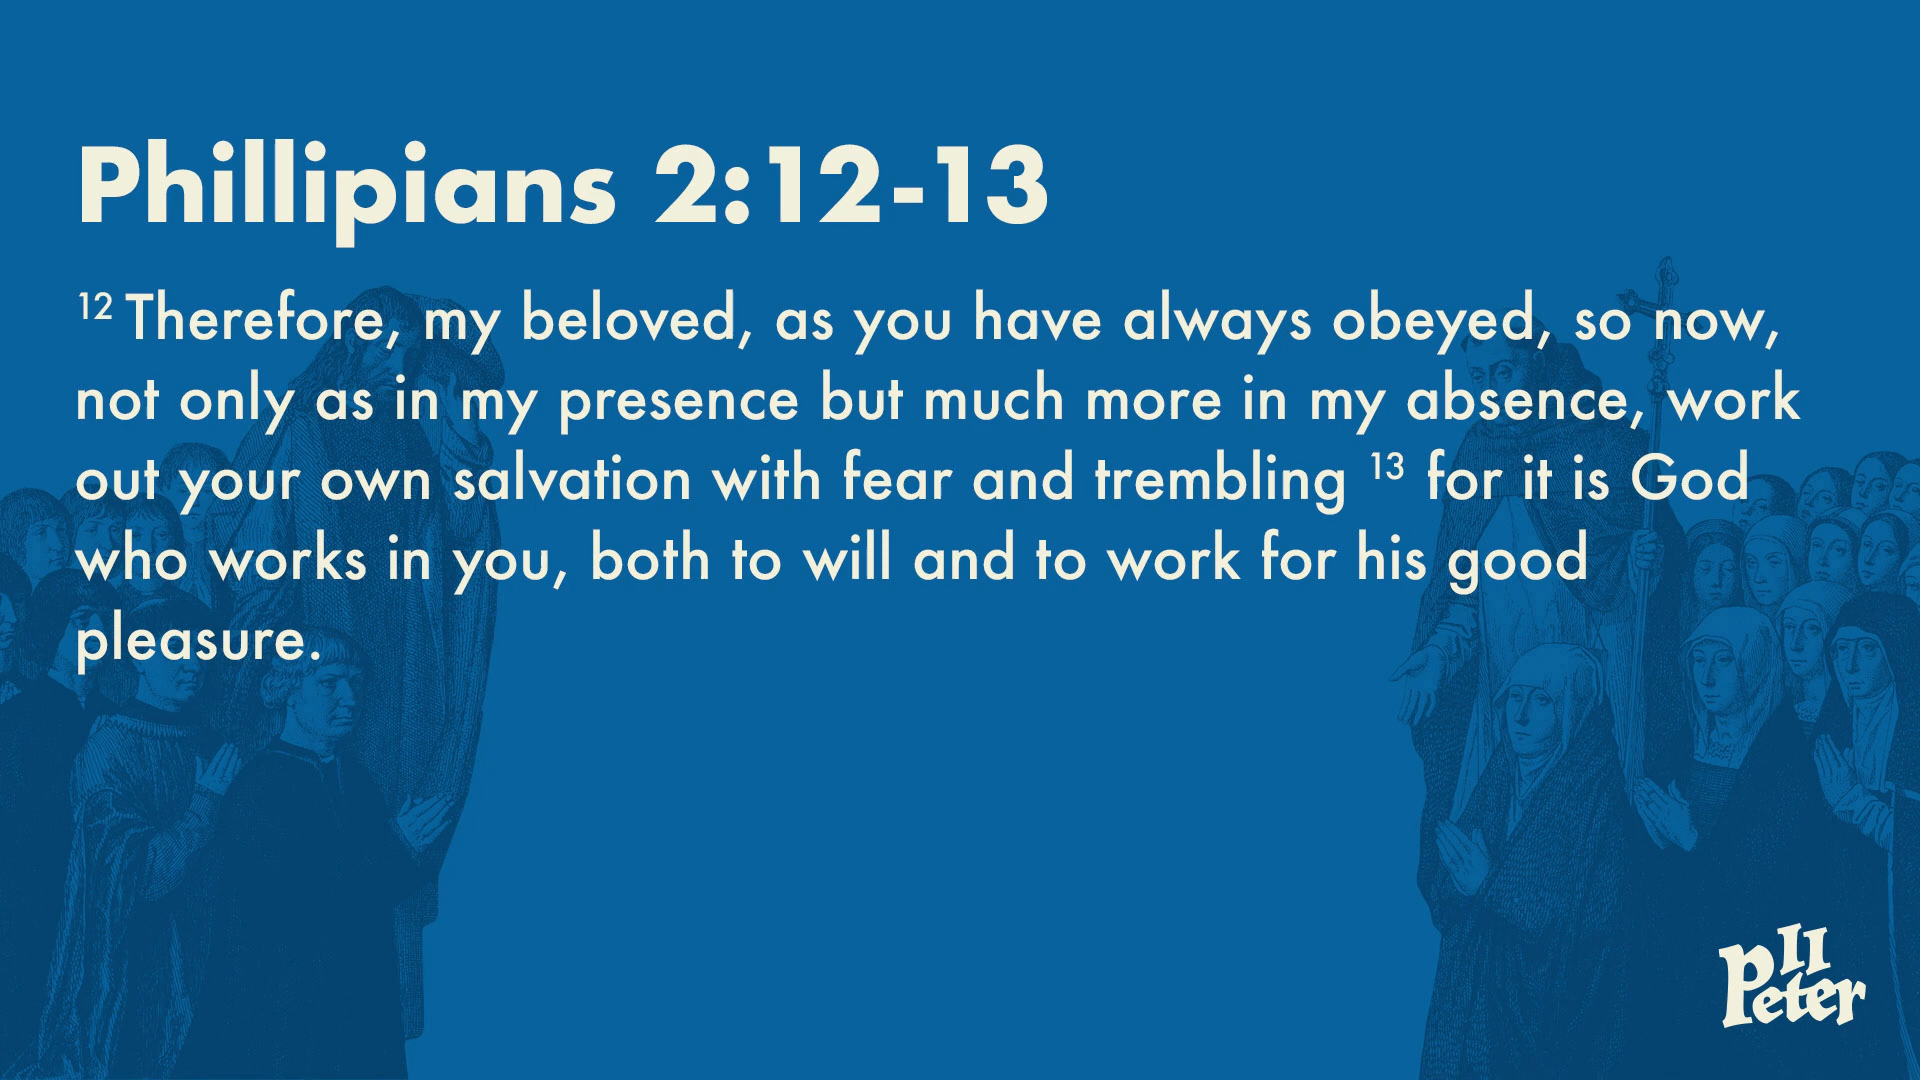 Phillipians 2:12-13
12 Therefore, my beloved, as you have always obeyed, so now,
not only as in my presence but much more in my absence, work
out your own salvation with fear and trembling 13 for it is God
who works in you, both to will and to work for his good
pleasure.
II
Peter